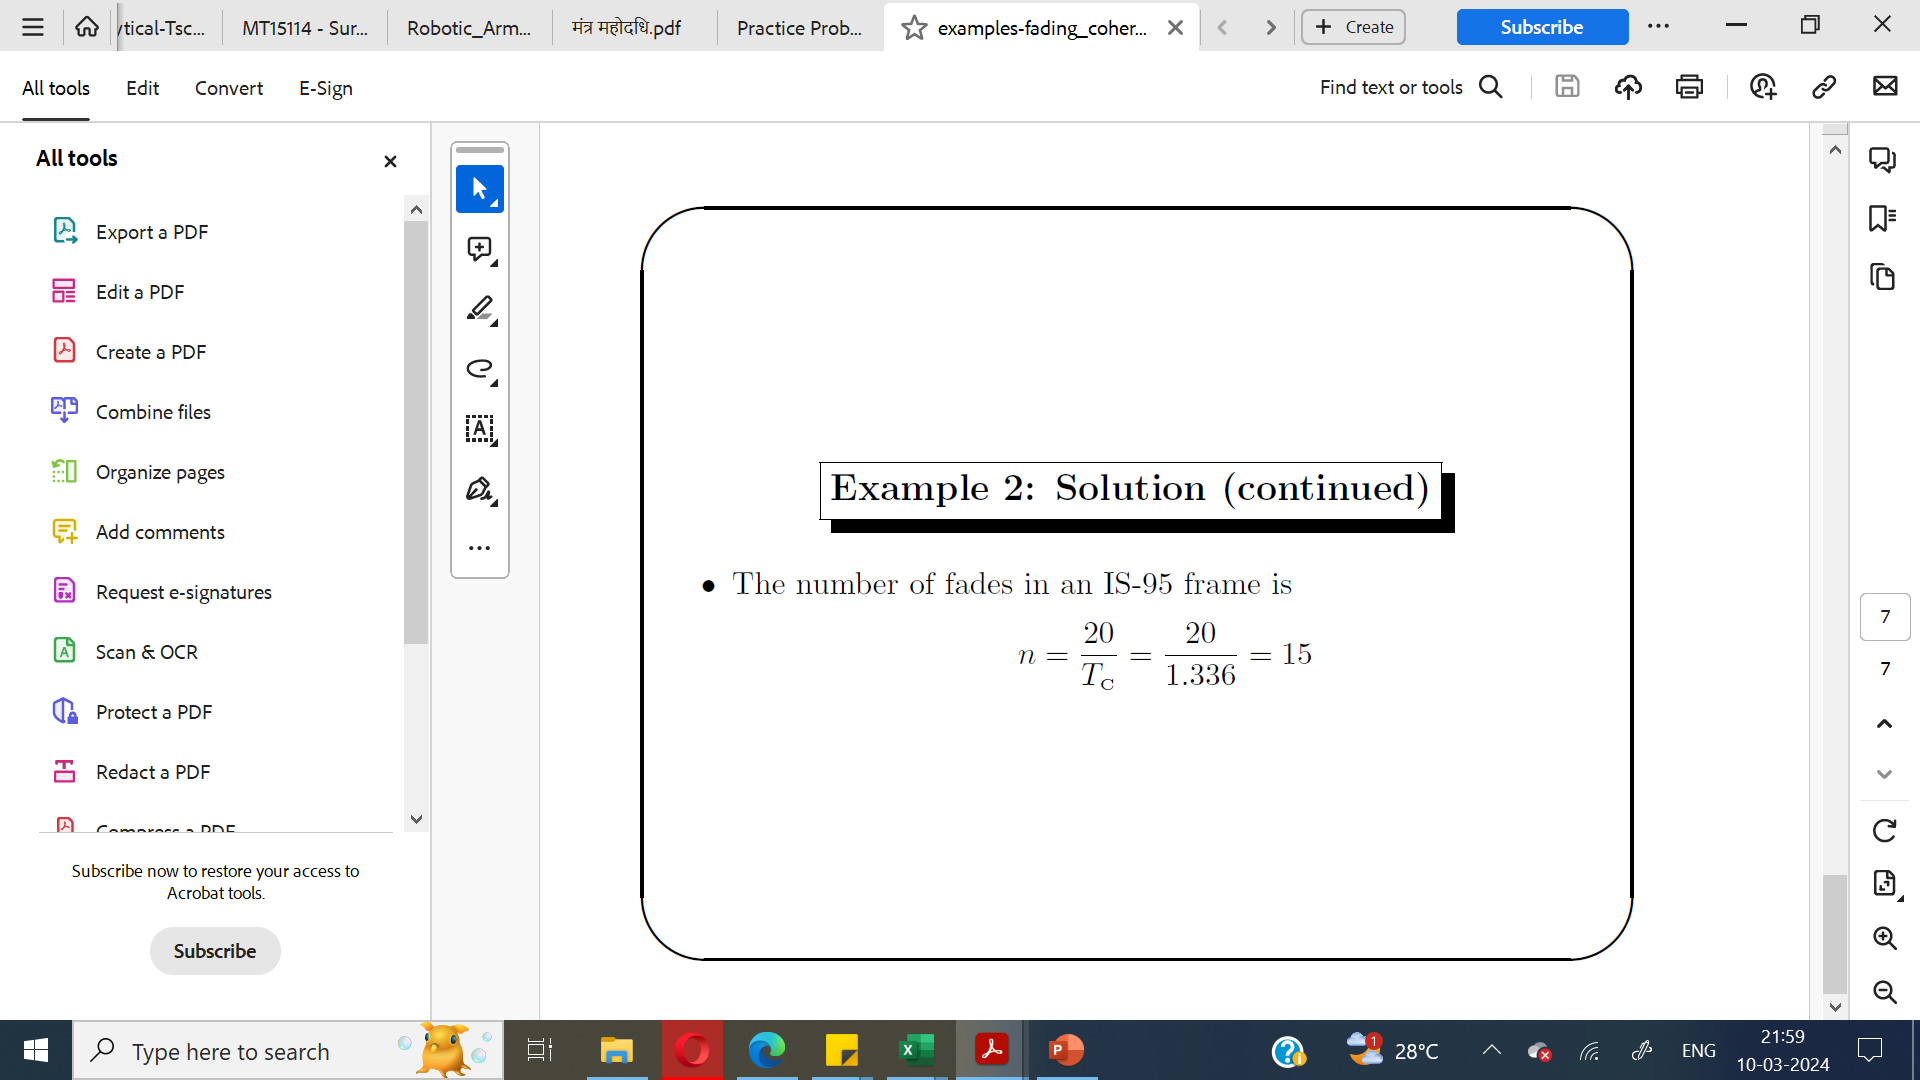 ytical-Tsc...
MT15114 - Sur...
Robotic_Arm...
मंत्र महोदधि.pdf
Practice Prob...
examples-fading_coher...
Create
Subscribe
All tools
Edit
Convert
E-Sign
Find text or tools
All tools
Export a PDF
Edit a PDF
Create a PDF
Combine files
Organize pages
Add comments
Request e-signatures
Scan & OCR
Protect a PDF
Redact a PDF
Compress a PDF
Subscribe now to restore your access to
Acrobat tools.
Subscribe
Example 2: Solution (continued)
• The number of fades in an IS-95 frame is
n = 20/T_C = 20/1.336 = 15
7
7
Type here to search
1
28°C
ENG
21:59
10-03-2024